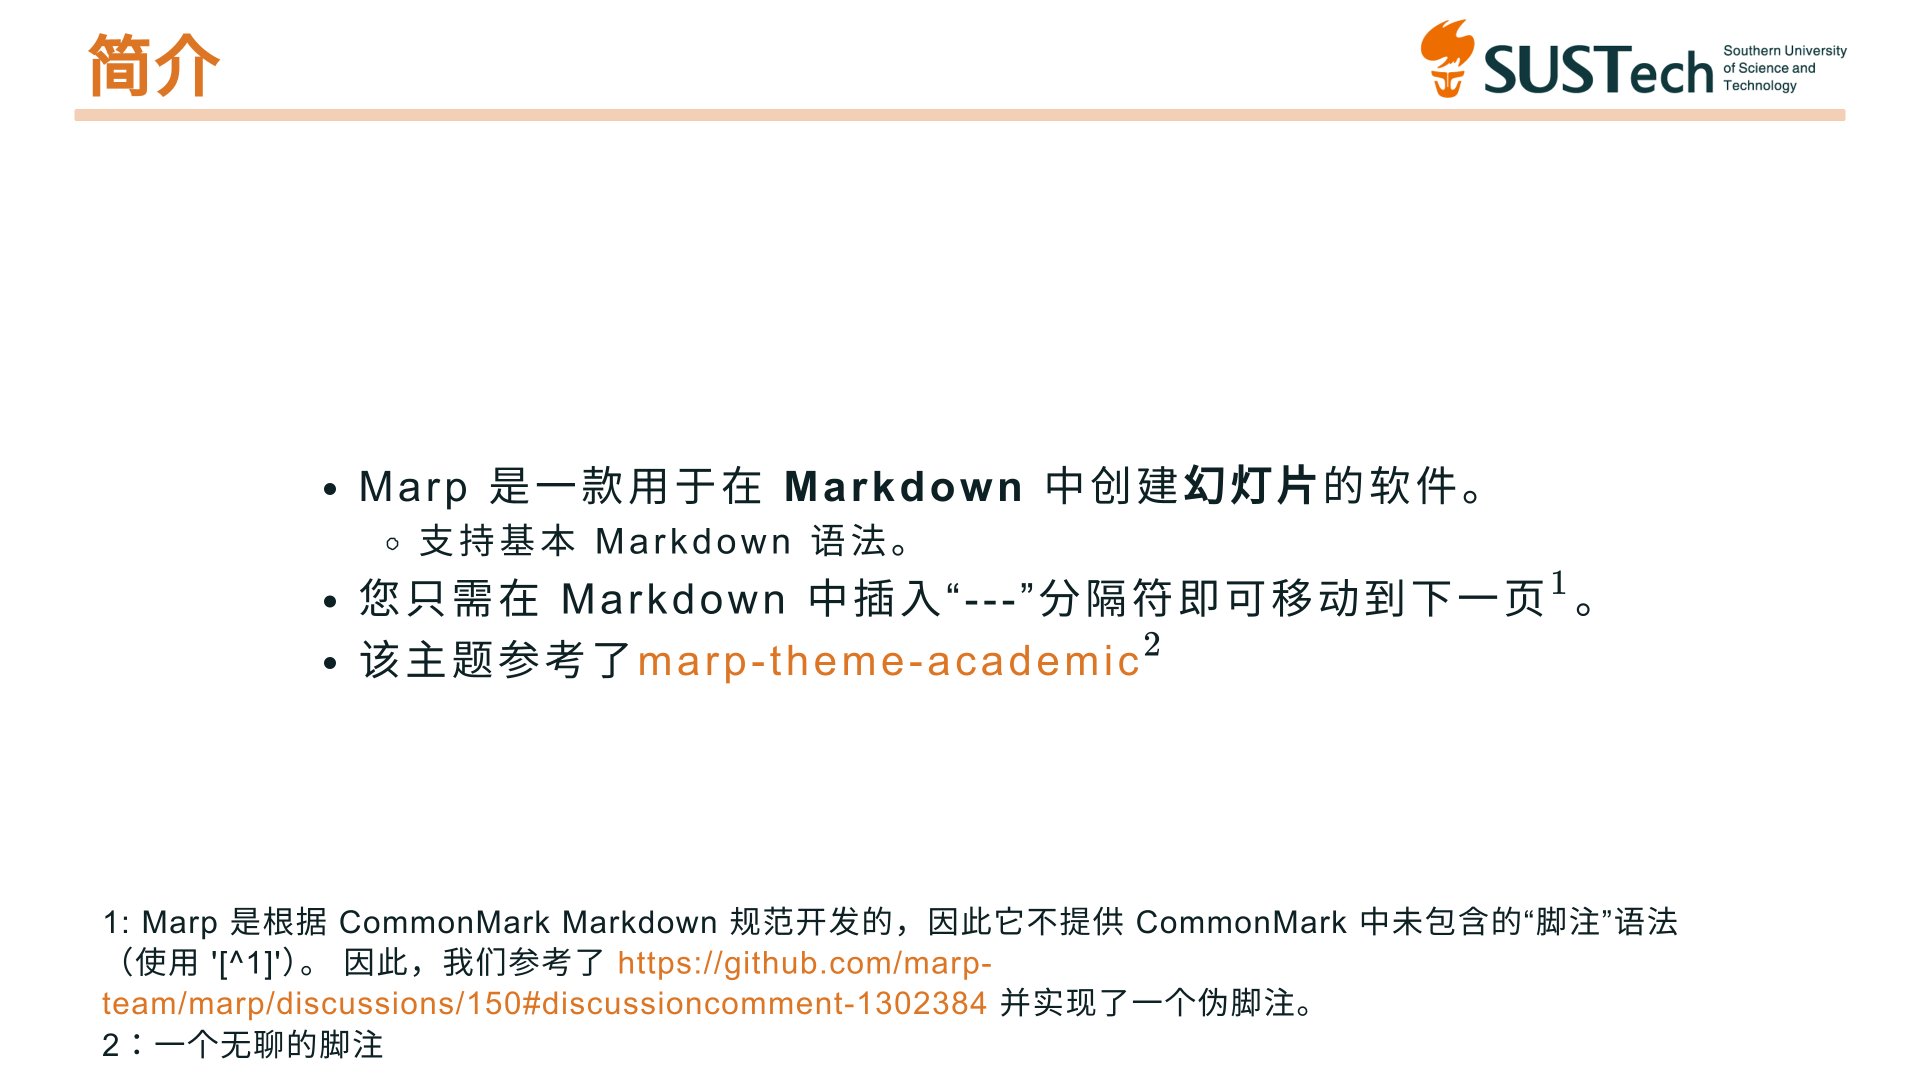 简介
SUSTech
Southern University
of Science and
Technology
Marp 是一款用于在 Markdown 中创建幻灯片的软件。
支持基本 Markdown 语法。
您只需在 Markdown 中插入“---”分隔符即可移动到下一页1。
该主题参考了marp-theme-academic2
1: Marp 是根据 CommonMark Markdown 规范开发的，因此它不提供 CommonMark 中未包含的“脚注”语法
（使用 '[^1]'）。 因此，我们参考了 https://github.com/marp-
team/marp/discussions/150#discussioncomment-1302384 并实现了一个伪脚注。
2：一个无聊的脚注